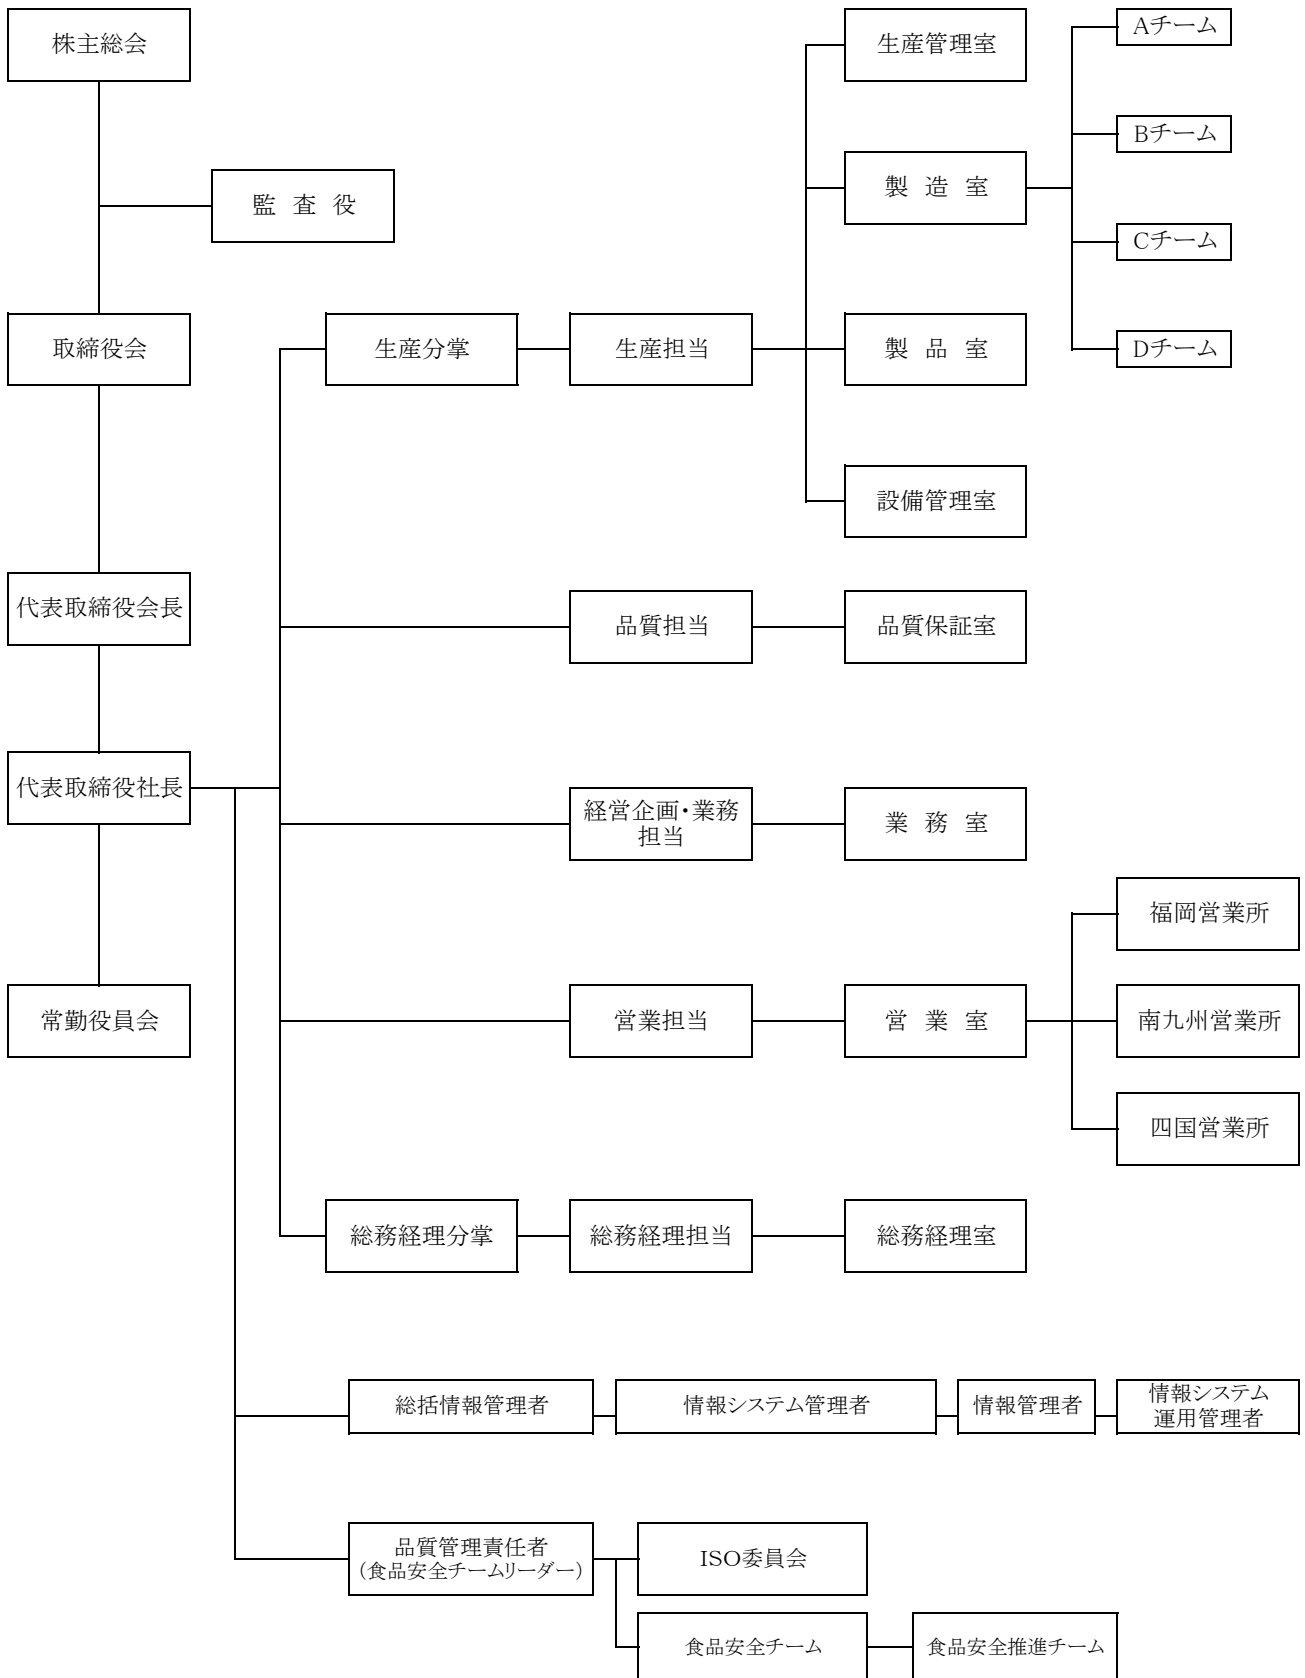 株主総会
監 査 役
取締役会
代表取締役会長
代表取締役社長
常勤役員会
生産分掌
生産担当
生産管理室
製 造 室
製 品 室
設備管理室
Aチーム
Bチーム
Cチーム
Dチーム
品質担当
品質保証室
経営企画・業務
担当
業 務 室
営業担当
営 業 室
福岡営業所
南九州営業所
四国営業所
総務経理分掌
総務経理担当
総務経理室
総括情報管理者
情報システム管理者
情報管理者
情報システム
運用管理者
品質管理責任者
(食品安全チームリーダー)
ISO委員会
食品安全チーム
食品安全推進チーム